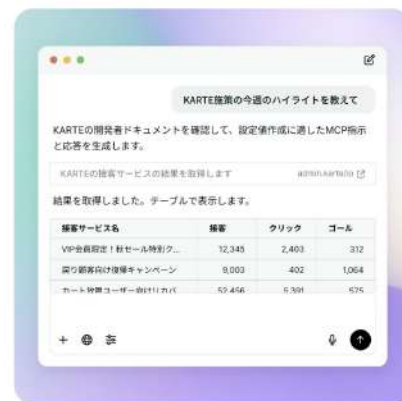 KARTE施策の今週のハイライトを教えて
KARTEの開発者ドキュメントを確認して、設定値作成に適したMCP指示
と応答を生成します。
KARTEの接客サービスの結果を取得します admin.karte.io
結果を取得しました。テーブルで表示します。
接客サービス名 接客 クリック ゴール
VIP会員限定！秋セール特別ク... 12,345 2,403 312
戻り顧客向け復帰キャンペーン 9,003 402 1,064
カート放置ユーザー向けリカバ 52,456 5,391 575